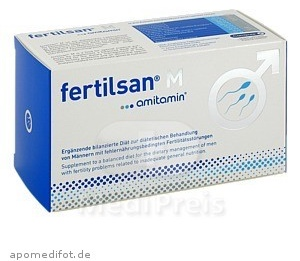 fertilsan® M
amitamin®
Ergänzende bilanzierte Diät zur diätetischen Behandlung
von Männern mit fehlernährungsbedingten Fertilitätsstörungen
Supplement to a balanced diet for the dietary management of men
with fertility problems related to inadequate general nutrition.
MediPreis
apomedifot.de